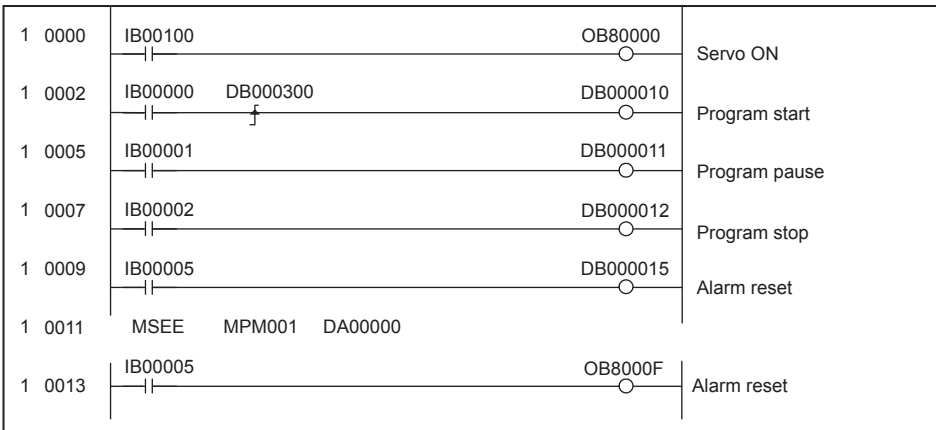 1 0000 IB00100 OB80000 Servo ON
1 0002 IB00000 DB000300 DB000010 Program start
1 0005 IB00001 DB000011 Program pause
1 0007 IB00002 DB000012 Program stop
1 0009 IB00005 DB000015 Alarm reset
1 0011 MSEE MPM001 DA00000
1 0013 IB00005 OB8000F Alarm reset